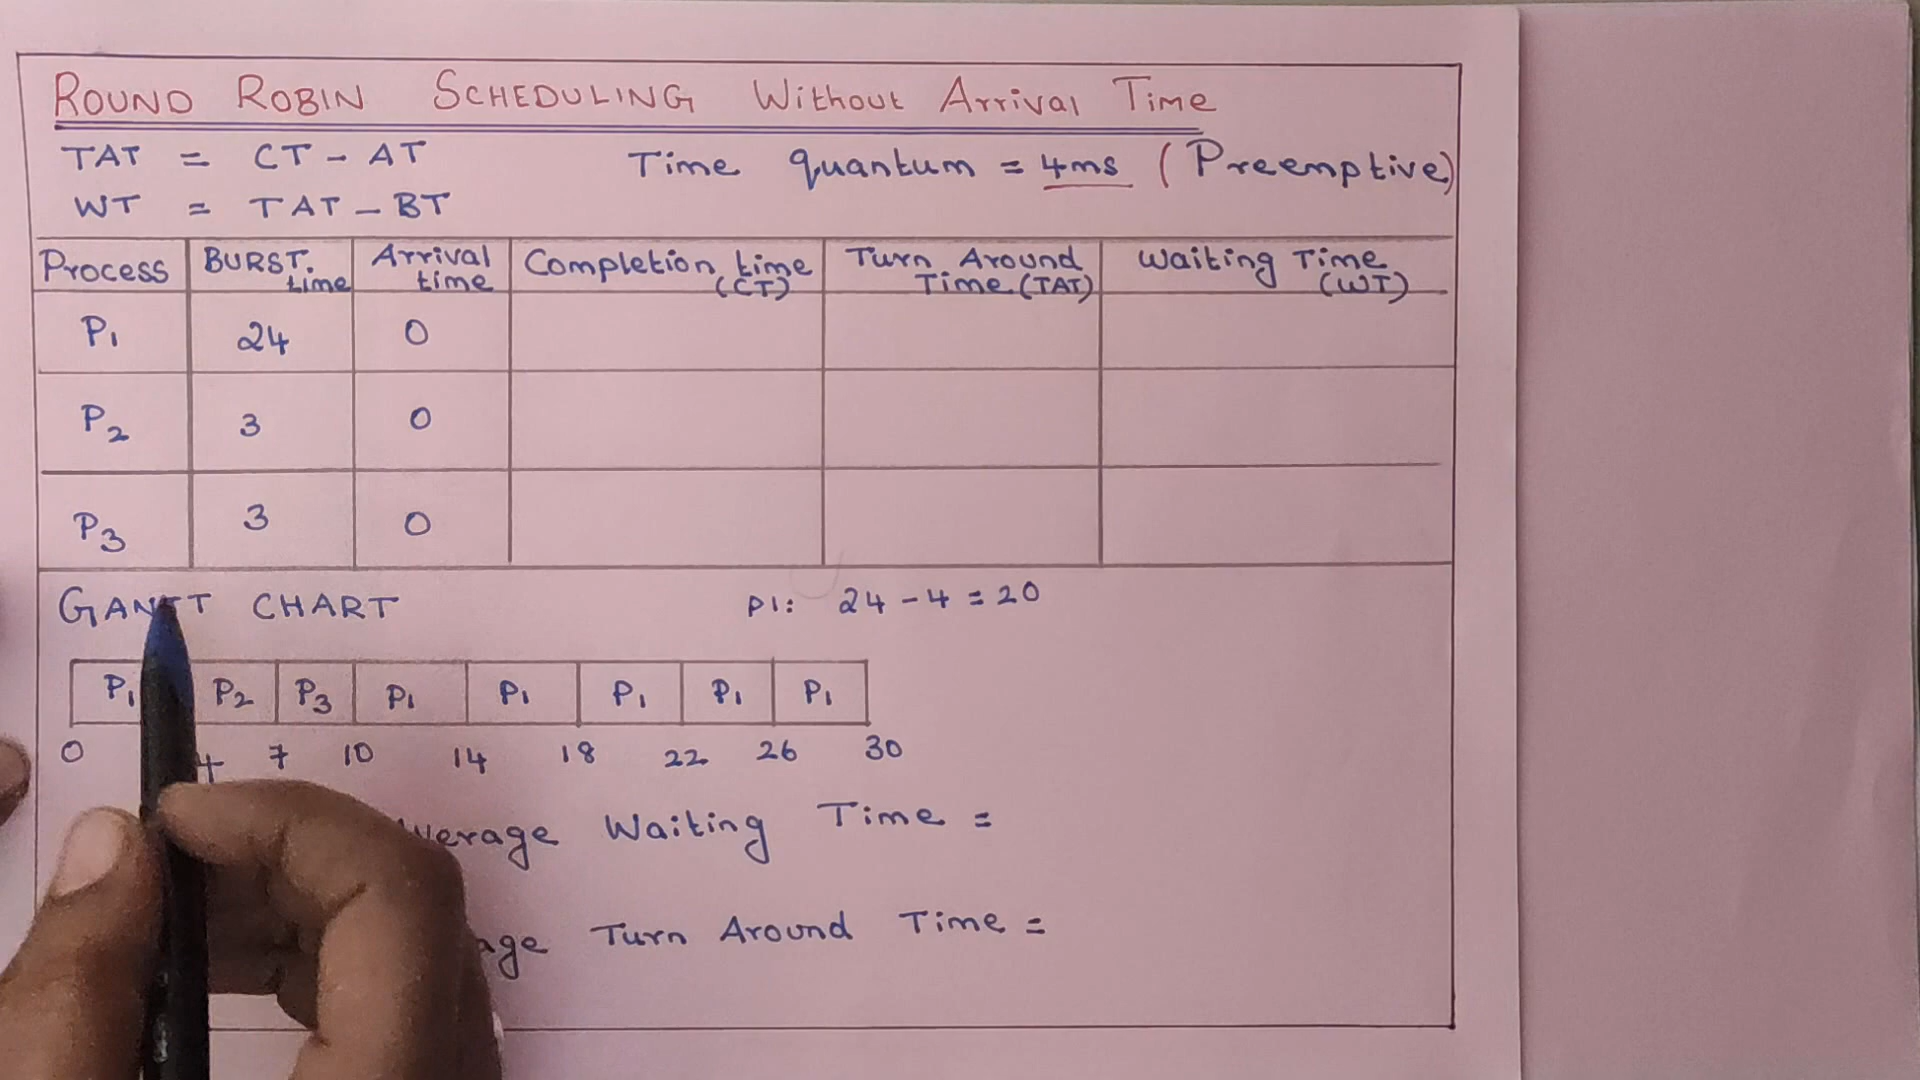 ROUND ROBIN SCHEDULING Without Arrival Time
TAT = CT - AT
Time quantum = 4ms (Preemptive)
WT = TAT - BT
Process BURST time Arrival time Completion time (CT) Turn Around Time (TAT) Waiting Time (WT)
P1 24 0
P2 3 0
P3 3 0
GANTT CHART
P1: 24 - 4 = 20
P1 P2 P3 P1 P1 P1 P1 P1
0 7 10 14 18 22 26 30
Waiting Time =
Turn Around Time =